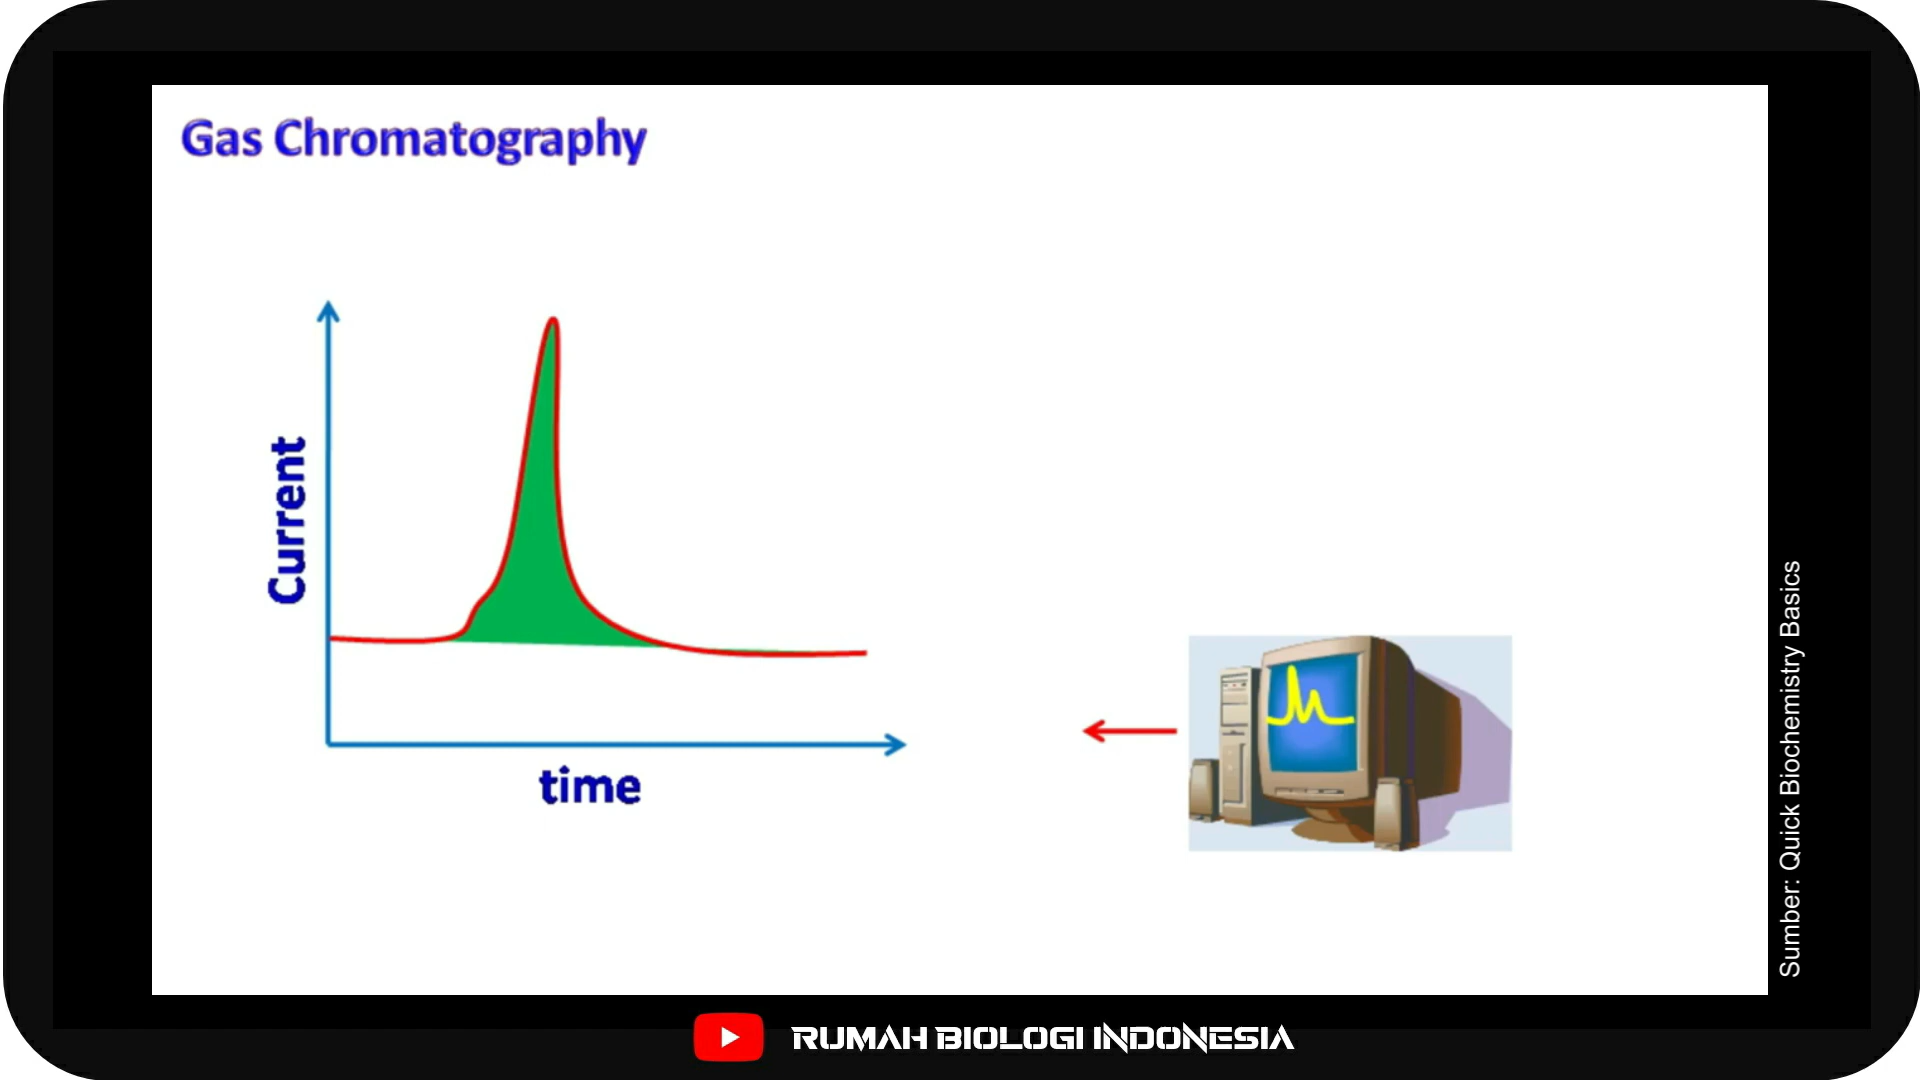 Gas Chromatography
Current
time
Sumber: Quick Biochemistry Basics
RUMAH BIOLOGI INDONESIA